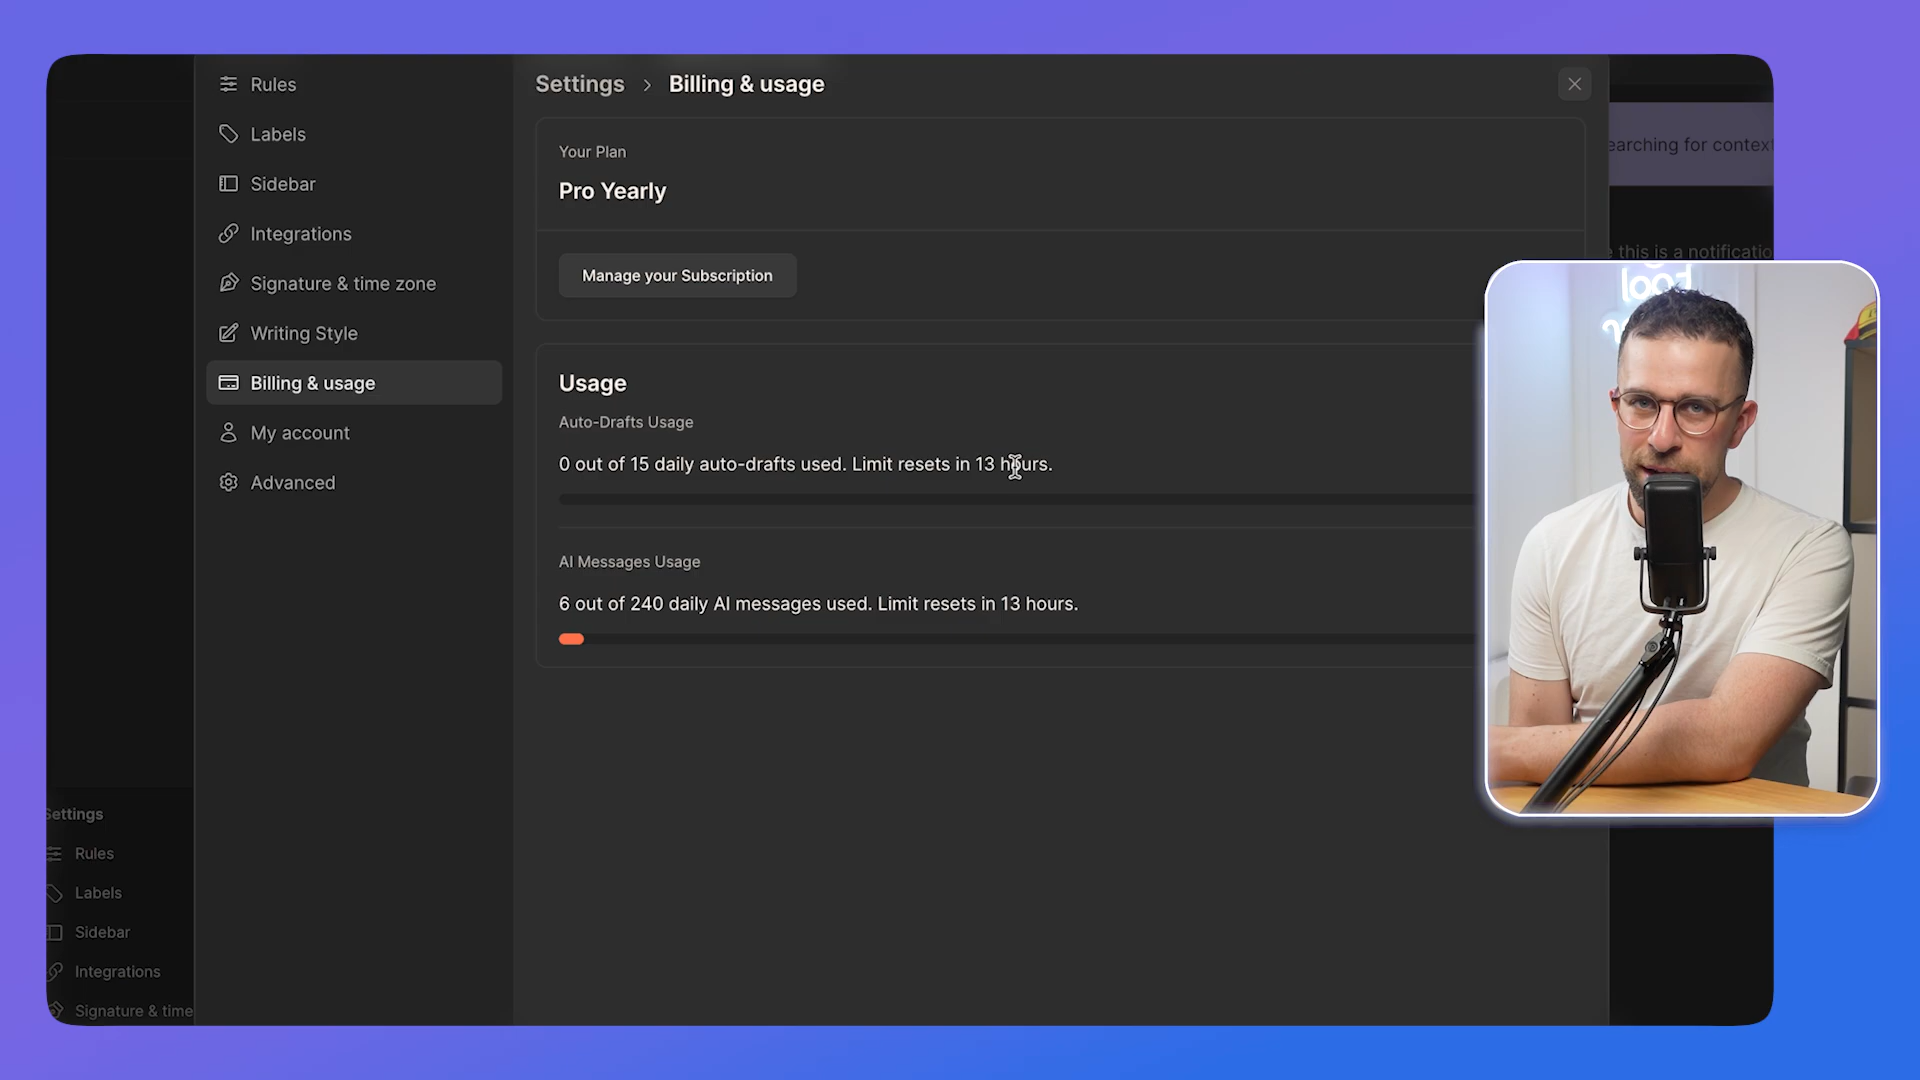 Rules
Labels
Sidebar
Integrations
Signature & time zone
Writing Style
Billing & usage
My account
Advanced
Settings > Billing & usage
Your Plan
Pro Yearly
Manage your Subscription
Usage
Auto-Drafts Usage
0 out of 15 daily auto-drafts used. Limit resets in 13 hours.
AI Messages Usage
6 out of 240 daily AI messages used. Limit resets in 13 hours.
earching for context
this is a notificatio
Settings
Rules
Labels
Sidebar
Integrations
Signature & time